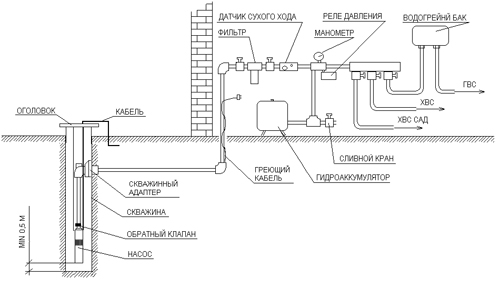 ДАТЧИК СУХОГО ХОДА
РЕЛЕ ДАВЛЕНИЯ
ВОДОГРЕЙНЙ БАК
ФИЛЬТР
МАНОМЕТР
ГВС
ОГОЛОВОК
КАБЕЛЬ
ХВС
ХВС САД
СЛИВНОЙ КРАН
СКВАЖИННЫЙ
АДАПТЕР
ГРЕЮЩИЙ
КАБЕЛЬ
ГИДРОАККУМУЛЯТОР
СКВАЖИНА
ОБРАТНЫЙ КЛАПАН
НАСОС
MIN 0,5 М